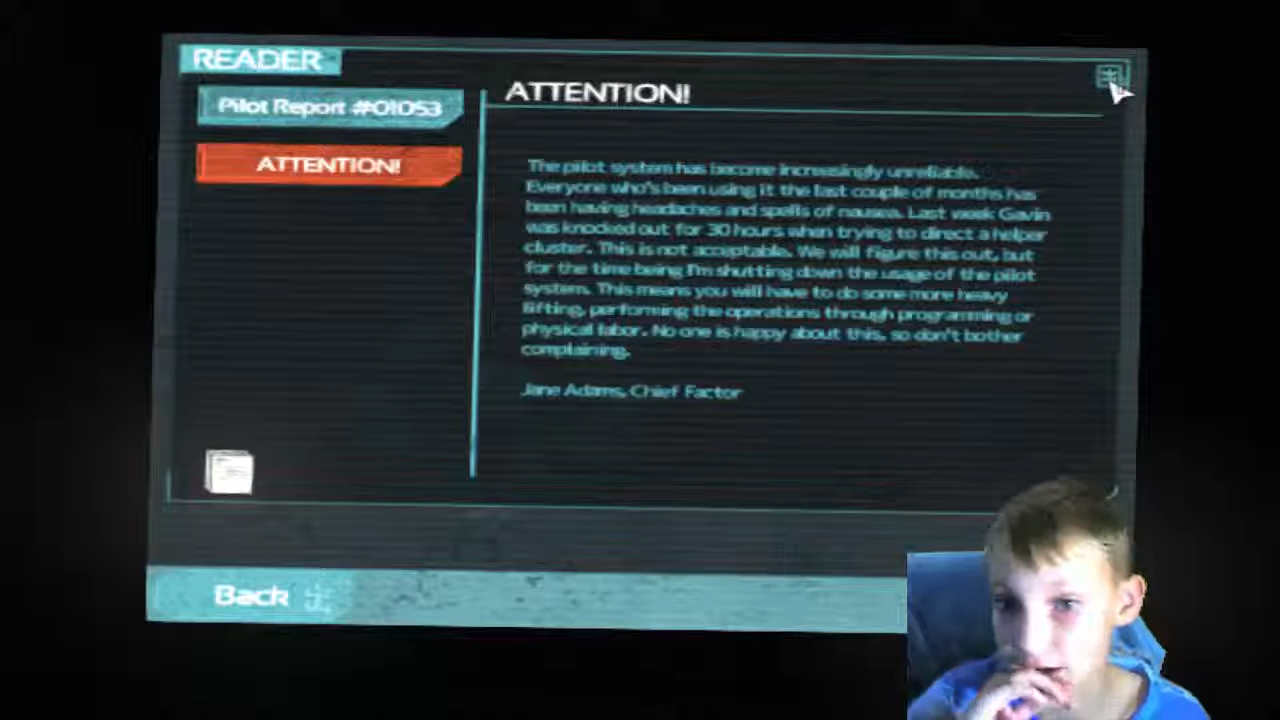 READER
Pilot Report #01053
ATTENTION!
ATTENTION!
The pilot system has become increasingly unreliable.
Everyone who's been using it the last couple of months has
been having headaches and spells of nausea. Last week Gavin
was knocked out for 30 hours when trying to direct a helper
cluster. This is not acceptable. We will figure this out, but
for the time being I'm shutting down the usage of the pilot
system. This means you will have to do some more heavy
lifting, performing the operations through programming or
physical labor. No one is happy about this, so don't bother
complaining.
Jane Adams, Chief Factor
Back